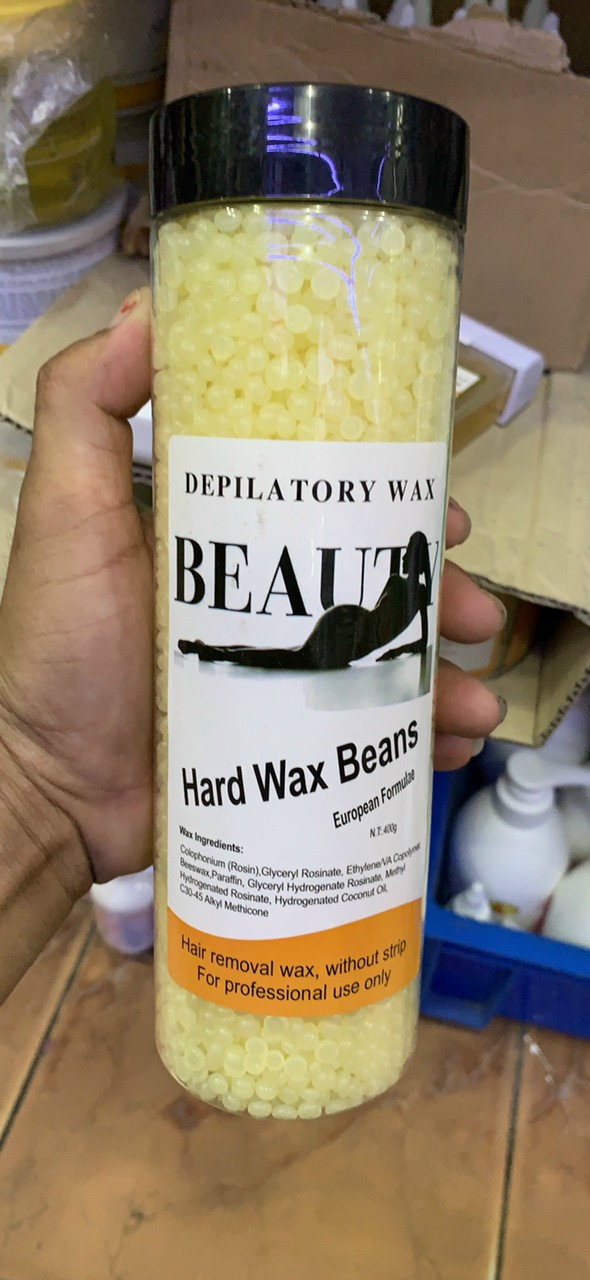 DEPILATORY WAX
BEAUTY
Hard Wax Beans
European Formulae
N.T: 400g
Wax Ingredients:
Colophonium (Rosin),Glyceryl Rosinate, Ethylene/VA Copolymer,
Beeswax,Paraffin, Glyceryl Hydrogenate Rosinate, Methyl
Hydrogenated Rosinate, Hydrogenated Coconut Oil,
C30-45 Alkyl Methicone
Hair removal wax, without strip
For professional use only